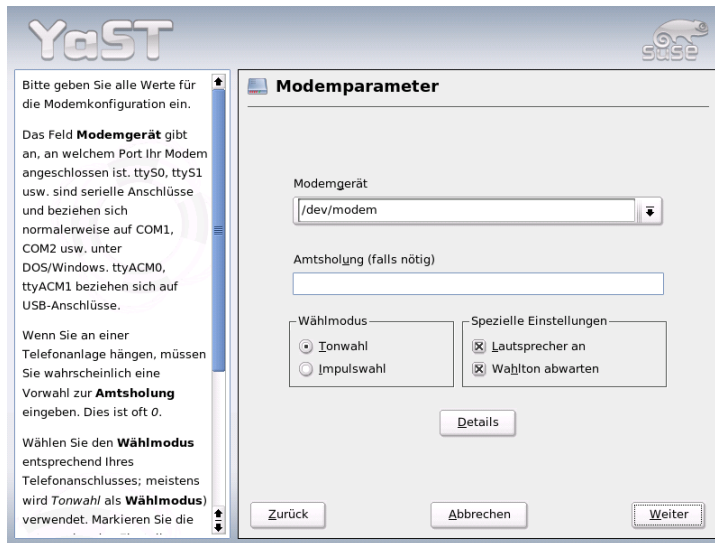 YaST
SUSE
Bitte geben Sie alle Werte für
die Modemkonfiguration ein.
Das Feld Modemgerät gibt
an, an welchem Port Ihr Modem
angeschlossen ist. ttyS0, ttyS1
usw. sind serielle Anschlüsse
und beziehen sich
normalerweise auf COM1,
COM2 usw. unter
DOS/Windows. ttyACM0,
ttyACM1 beziehen sich auf
USB-Anschlüsse.
Wenn Sie an einer
Telefonanlage hängen, müssen
Sie wahrscheinlich eine
Vorwahl zur Amtsholung
eingeben. Dies ist oft 0.
Wählen Sie den Wählmodus
entsprechend Ihres
Telefonanschlusses; meistens
wird Tonwahl als Wählmodus)
verwendet. Markieren Sie die
Modemparameter
Modemgerät
/dev/modem
Amtsholung (falls nötig)
Wählmodus
Tonwahl
Impulswahl
Spezielle Einstellungen
Lautsprecher an
Wahlton abwarten
Details
Zurück
Abbrechen
Weiter